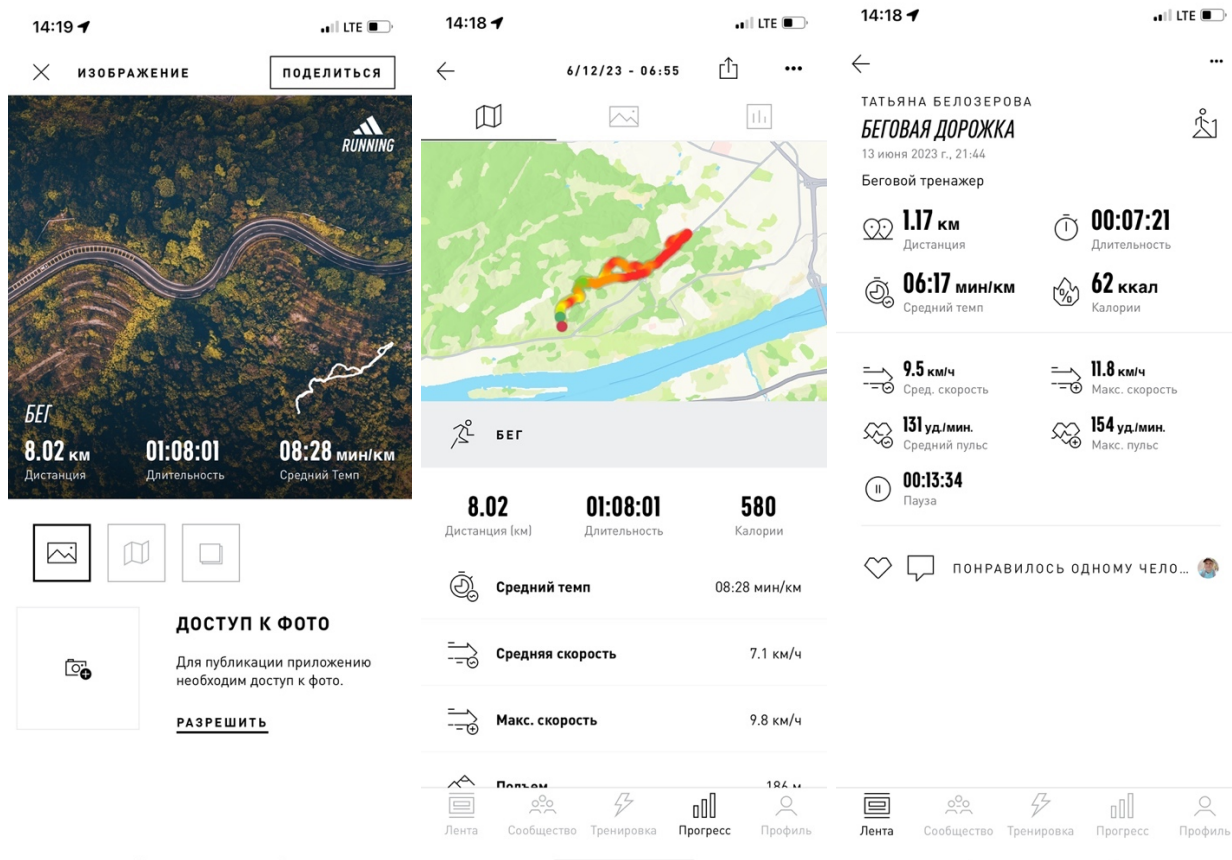 14:19
LTE
ИЗОБРАЖЕНИЕ
ПОДЕЛИТЬСЯ
RUNNING
БЕГ
8.02 км
01:08:01
08:28 мин/км
Дистанция
Длительность
Средний Темп
ДОСТУП К ФОТО
Для публикации приложению
необходим доступ к фото.
РАЗРЕШИТЬ
14:18
LTE
6/12/23 - 06:55
БЕГ
8.02
01:08:01
580
Дистанция (км)
Длительность
Калории
Средний темп
08:28 мин/км
Средняя скорость
7.1 км/ч
Макс. скорость
9.8 км/ч
Подъем
186 м
Лента
Сообщество
Тренировка
Прогресс
Профиль
14:18
LTE
ТАТЬЯНА БЕЛОЗЕРОВА
БЕГОВАЯ ДОРОЖКА
13 июня 2023 г., 21:44
Беговой тренажер
1.17 км
Дистанция
00:07:21
Длительность
06:17 мин/км
Средний темп
62 ккал
Калории
9.5 км/ч
Сред. скорость
11.8 км/ч
Макс. скорость
131 уд./мин.
Средний пульс
154 уд./мин.
Макс. пульс
00:13:34
Пауза
ПОНРАВИЛОСЬ ОДНОМУ ЧЕЛО...
Лента
Сообщество
Тренировка
Прогресс
Профиль